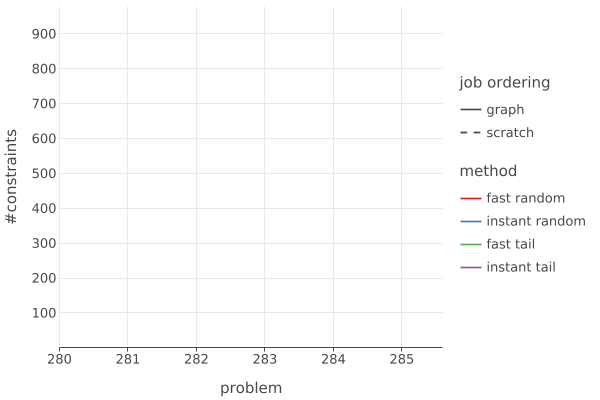 900
800
700
600
500
400
300
200
100
#constraints
280 281 282 283 284 285
problem
job ordering
graph
scratch
method
fast random
instant random
fast tail
instant tail